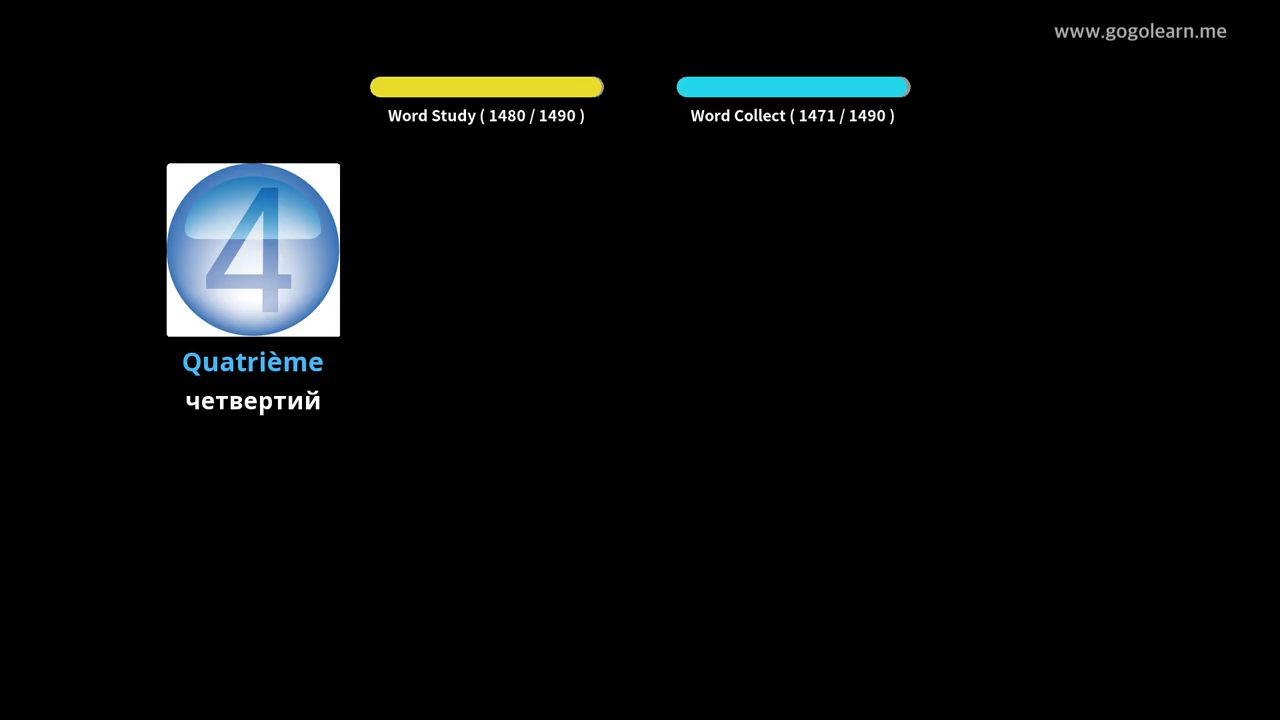 www.gogolearn.me
Word Study ( 1480 / 1490 )
Word Collect ( 1471 / 1490 )
4
Quatrième
четвертий